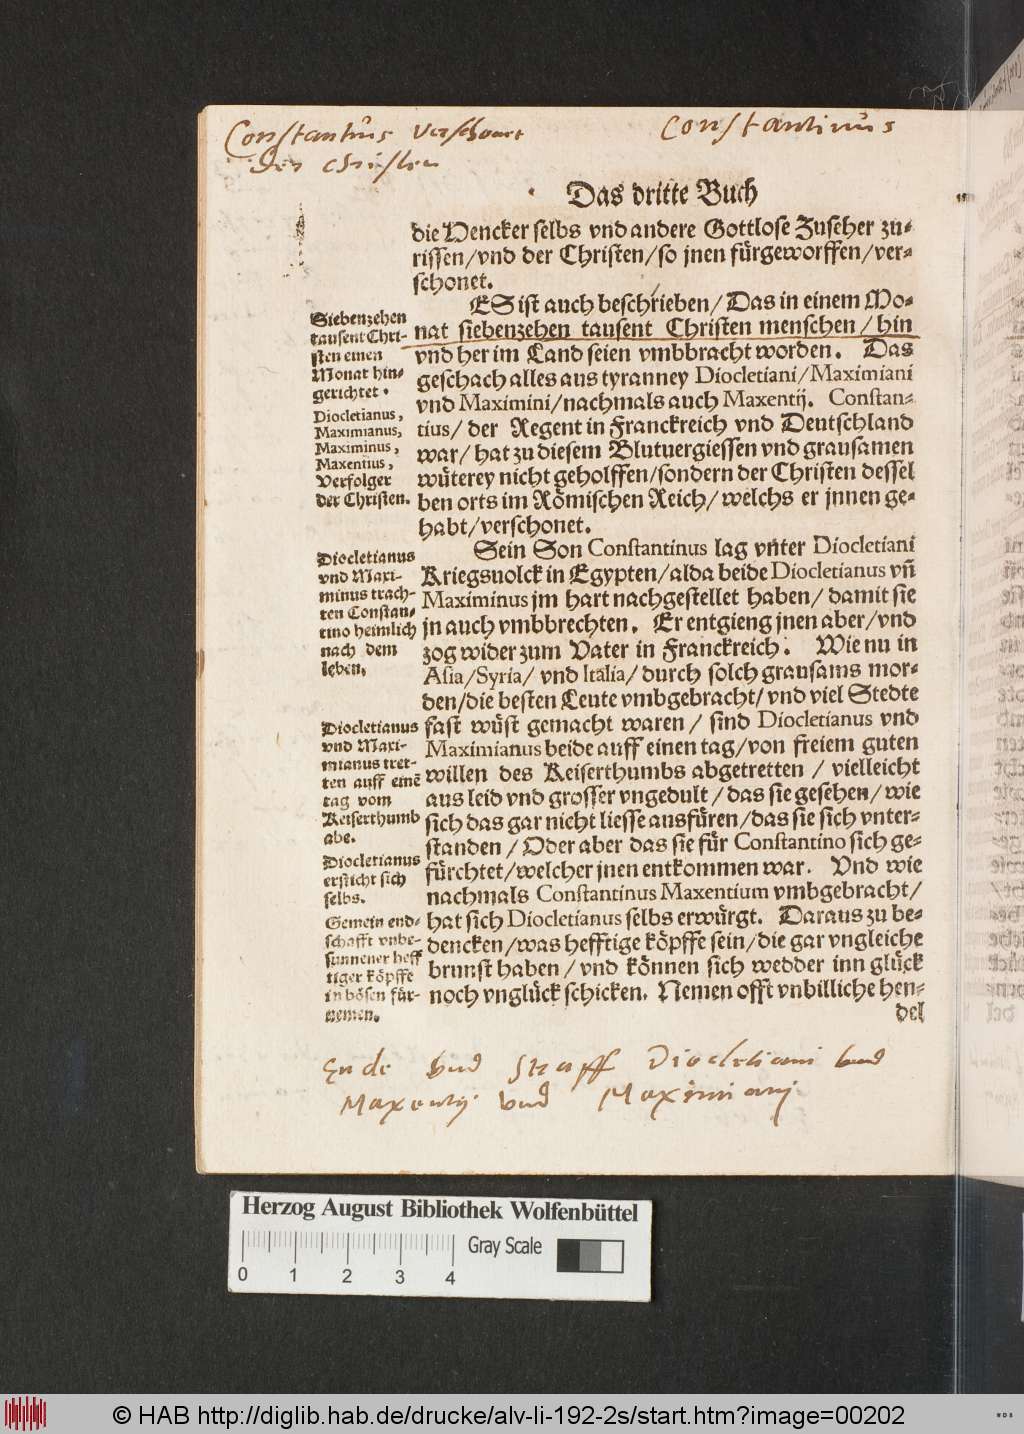 Constantius verschont
der christen
Constantinus
Das dritte Buch
die Hencker selbs vnd andere Gottlose Zuseher zu-
rissen/vnd der Christen/so jnen fürgeworffen/ver-
schonet.
ES ist auch beschrieben/Das in einem Mo-
nat siebenzehen tausent Christen menschen/hin
vnd her im Land seien vmbbracht worden. Das
geschach alles aus tyranney Diocletiani/Maximiani
vnd Maximini/nachmals auch Maxentij. Constan-
tius/der Regent in Franckreich vnd Deutschland
war/hat zu diesem Blutuergiessen vnd grausamen
wüterey nicht geholffen/sondern der Christen dessel
ben orts im Römischen Reich/welchs er jnnen ge-
habt/verschonet.
Sein Son Constantinus lag vnter Diocletiani
Kriegsuolck in Egypten/alda beide Diocletianus vn̄
Maximinus jm hart nachgestellet haben/damit sie
jn auch vmbbrechten. Er entgieng jnen aber/vnd
zog wider zum Vater in Franckreich. Wie nu in
Asia/Syria/vnd Italia/durch solch grausams mor-
den/die besten Leute vmbgebracht/vnd viel Stedte
fast wüst gemacht waren/sind Diocletianus vnd
Maximianus beide auff einen tag/von freiem guten
willen des Keiserthumbs abgetretten/vielleicht
aus leid vnd grosser vngedult/das sie gesehen/wie
sich das gar nicht liesse ausfüren/das sie sich vnter-
standen/Oder aber das sie für Constantino sich ge-
fürchtet/welcher jnen entkommen war. Vnd wie
nachmals Constantinus Maxentium vmbgebracht/
hat sich Diocletianus selbs erwürgt. Daraus zu be-
dencken/was hefftige köpffe sein/die gar vngleiche
brunst haben/vnd können sich wedder inn glück
noch vnglück schicken. Nemen offt vnbilliche hen-
del
Siebenzehen
tausent Chri-
sten einen
Monat hin-
gerichtet.
Diocletianus,
Maximianus,
Maximinus,
Maxentius,
Verfolger
der Christen.
Diocletianus
vnd Maxi-
minus trach-
ten Constan-
tino heimlich
nach dem
leben.
Diocletianus
vnd Maxi-
mianus tret-
ten auff einē
tag vom
Keiserthumb
abe.
Diocletianus
ersticht sich
selbs.
Gemein end-
schafft vnbe-
sunnener heff
tiger köpffe
in bösen für-
nemen.
Ende vnd Straff Diocletiani vnd
Maxentij vnd Maximianj
Herzog August Bibliothek Wolfenbüttel
Gray Scale
0 1 2 3 4
© HAB http://diglib.hab.de/drucke/alv-li-192-2s/start.htm?image=00202